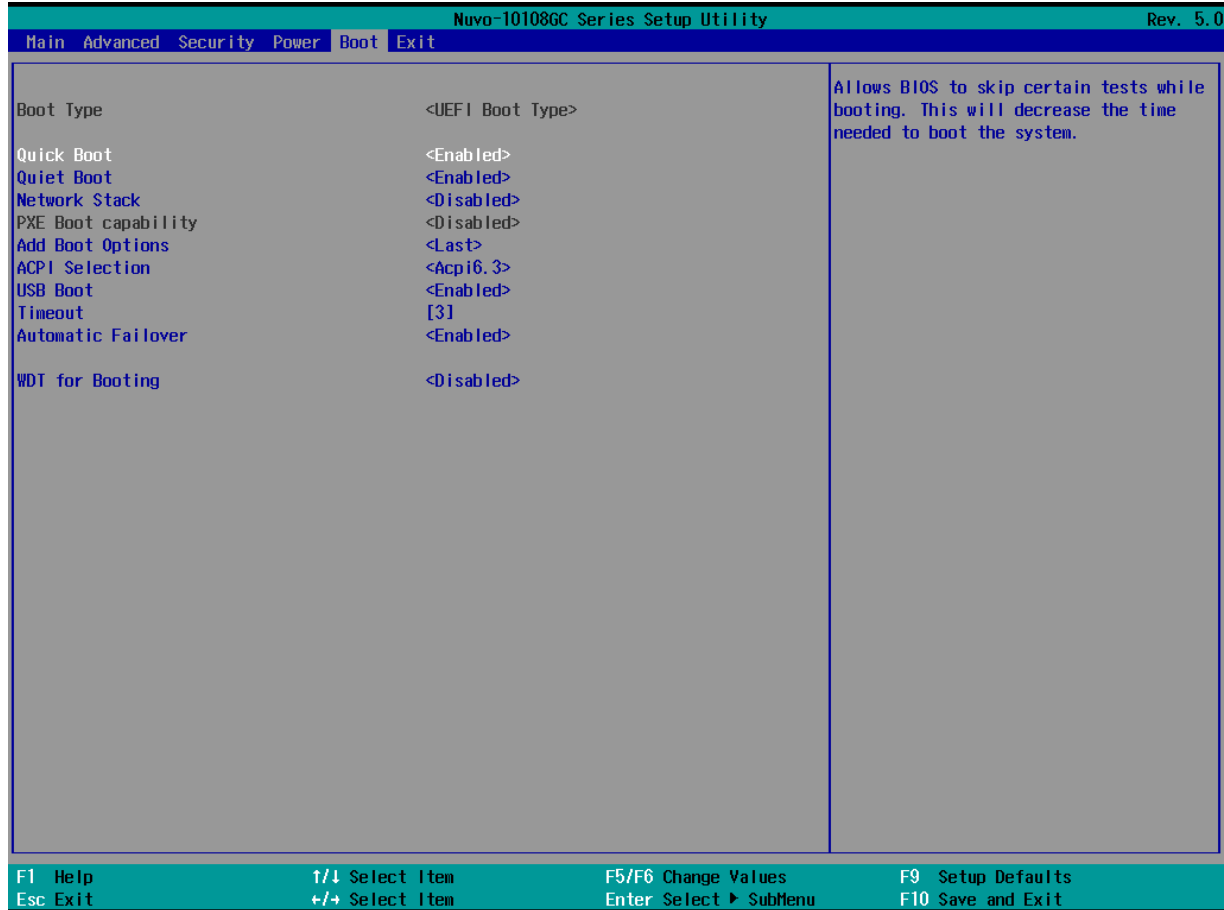 Nuvo-10108GC Series Setup Utility Rev. 5.0
Main Advanced Security Power Boot Exit
Boot Type <UEFI Boot Type>
Quick Boot <Enabled>
Quiet Boot <Enabled>
Network Stack <Disabled>
PXE Boot capability <Disabled>
Add Boot Options <Last>
ACPI Selection <Acpi6.3>
USB Boot <Enabled>
Timeout [3]
Automatic Failover <Enabled>
WDT for Booting <Disabled>
Allows BIOS to skip certain tests while
booting. This will decrease the time
needed to boot the system.
F1 Help ↑/↓ Select Item F5/F6 Change Values F9 Setup Defaults
Esc Exit ←/→ Select Item Enter Select ▶ SubMenu F10 Save and Exit